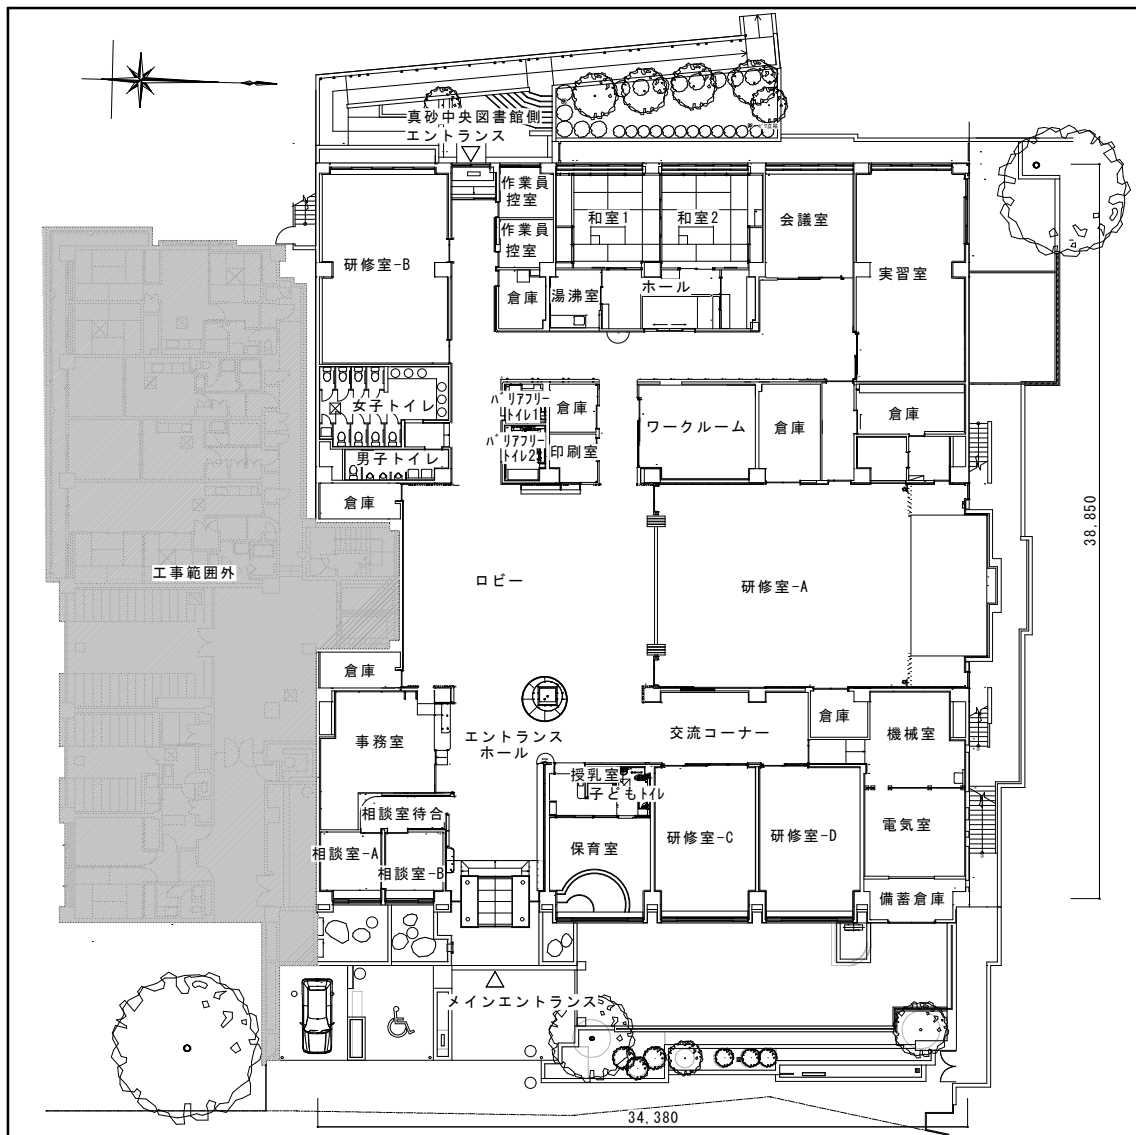 真砂中央図書館側
エントランス
作業員
控室
和室1
和室2
会議室
研修室-B
作業員
控室
実習室
倉庫
湯沸室
ホール
女子トイレ
バリアフリー
トイレ1
倉庫
ワークルーム
倉庫
倉庫
男子トイレ
バリアフリー
トイレ2
印刷室
倉庫
38,850
工事範囲外
ロビー
研修室-A
倉庫
倉庫
事務室
エントランス
ホール
交流コーナー
機械室
授乳室
子どもトイレ
相談室待合
電気室
相談室-A
相談室-B
保育室
研修室-C
研修室-D
備蓄倉庫
メインエントランス
34,380